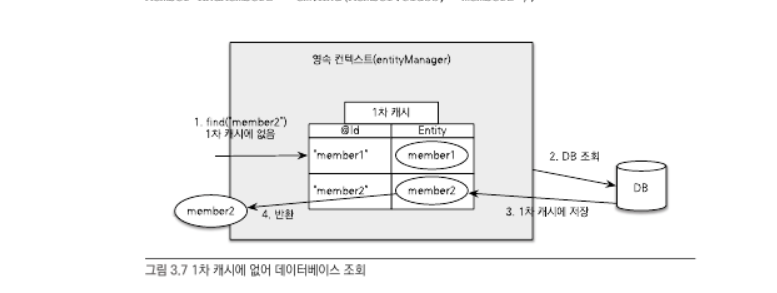 영속 컨텍스트(entityManager)
1차 캐시
1. find("member2")
1차 캐시에 없음
@Id Entity
"member1" member1
2. DB 조회
"member2" member2
DB
member2
4. 반환
3. 1차 캐시에 저장
그림 3.7 1차 캐시에 없어 데이터베이스 조회